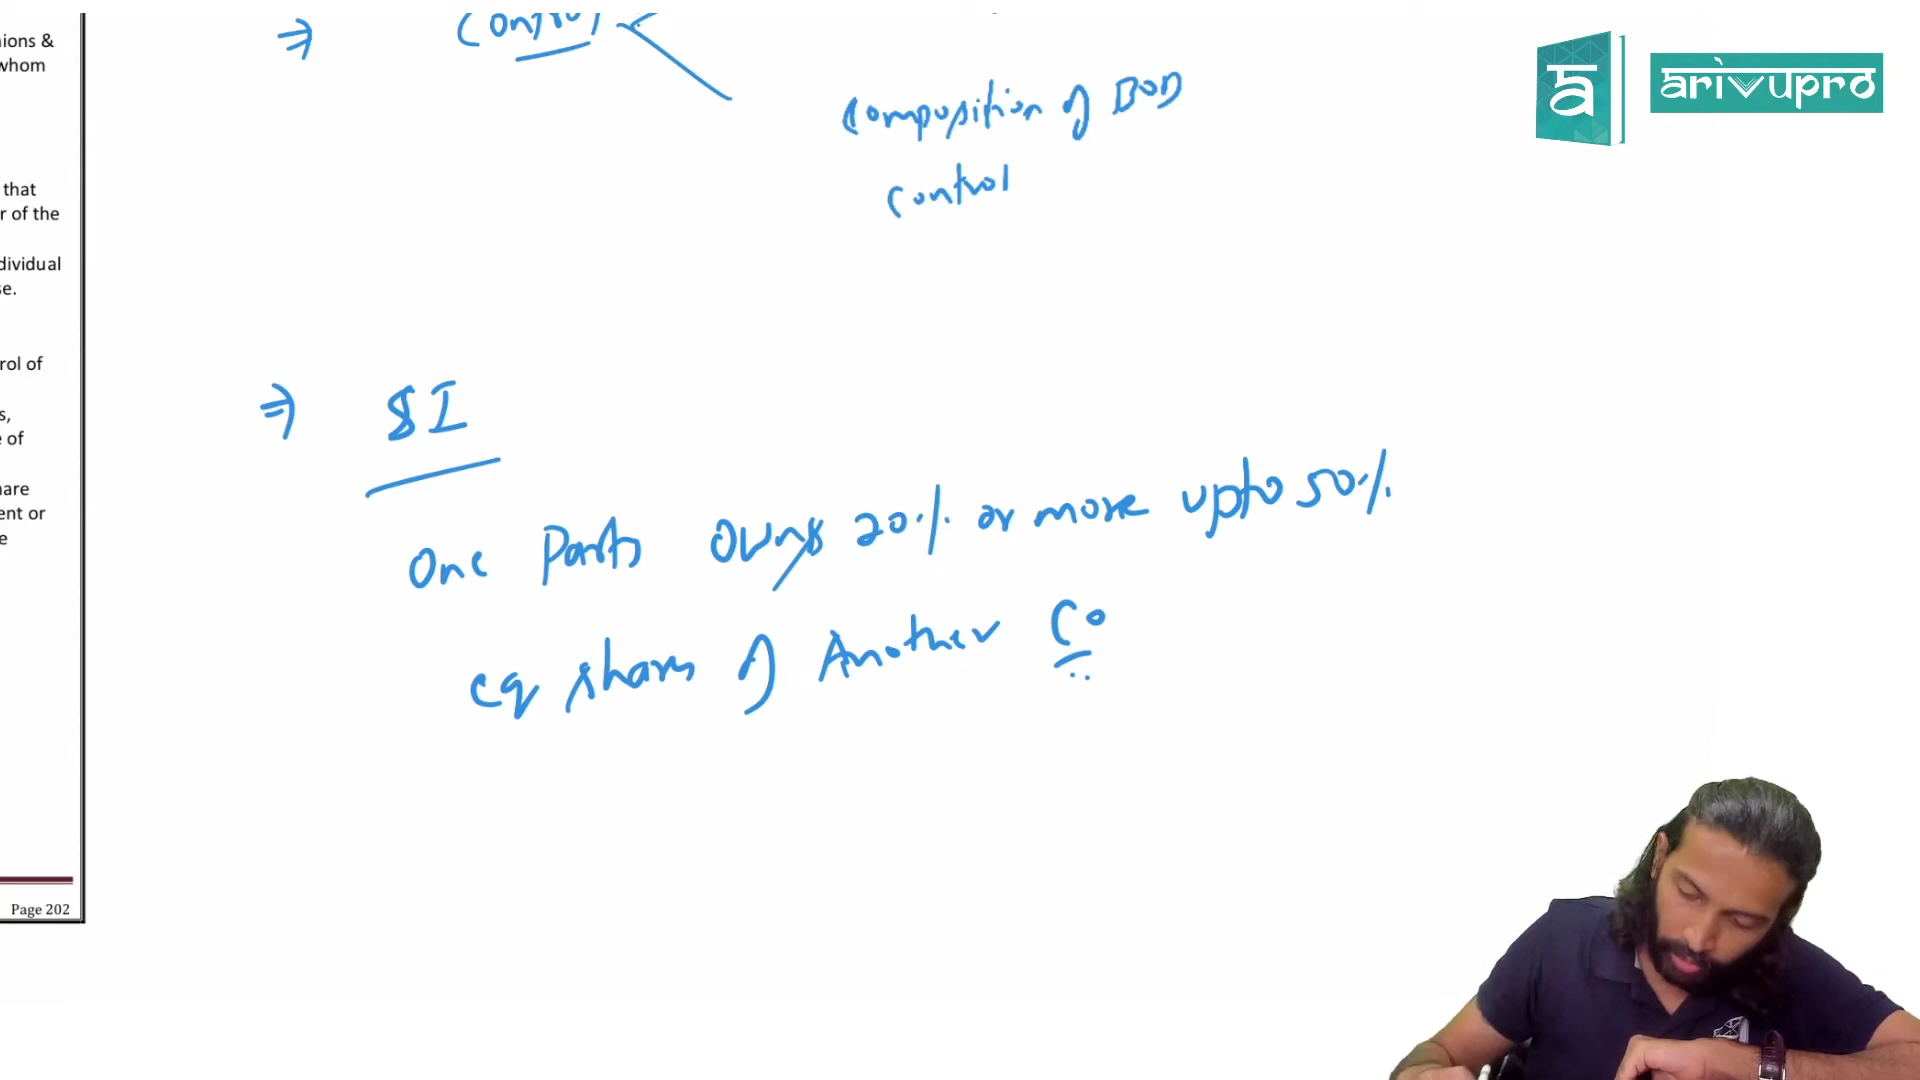 ions &
whom
that
r of the
dividual
se.
rol of
s,
e of
hare
ent or
e
Page 202
⇒ Control
Composition of BOD
Control
⇒ SI
One Party owns 20% or more upto 50%
eq shares of Another Co
a
arivupro